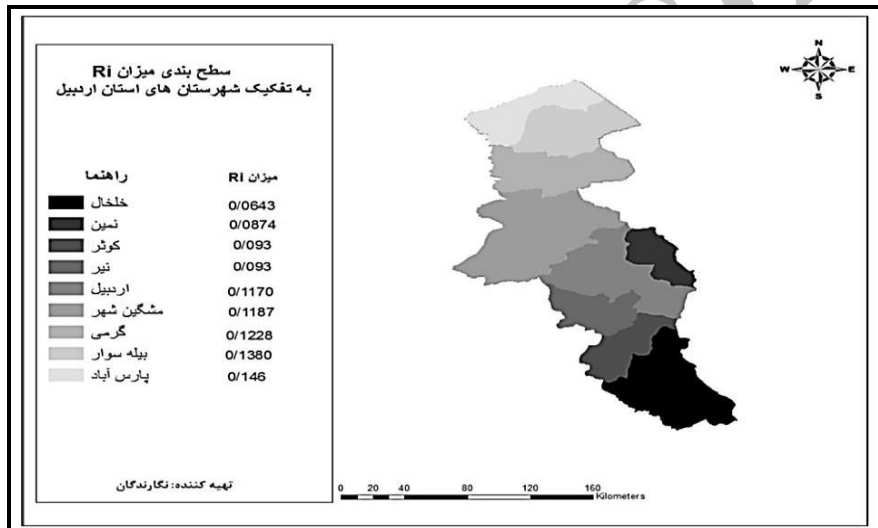 سطح بندی میزان Ri
به تفکیک شهرستان های استان اردبیل
راهنما میزان Ri
خلخال 0/0643
نمین 0/0874
کوثر 0/093
نیر 0/093
اردبیل 0/1170
مشگین شهر 0/1187
گرمی 0/1228
بیله سوار 0/1380
پارس آباد 0/146
تهیه کننده: نگارندگان
N
W E
S
0 20 40 80 120 160
Kilometers